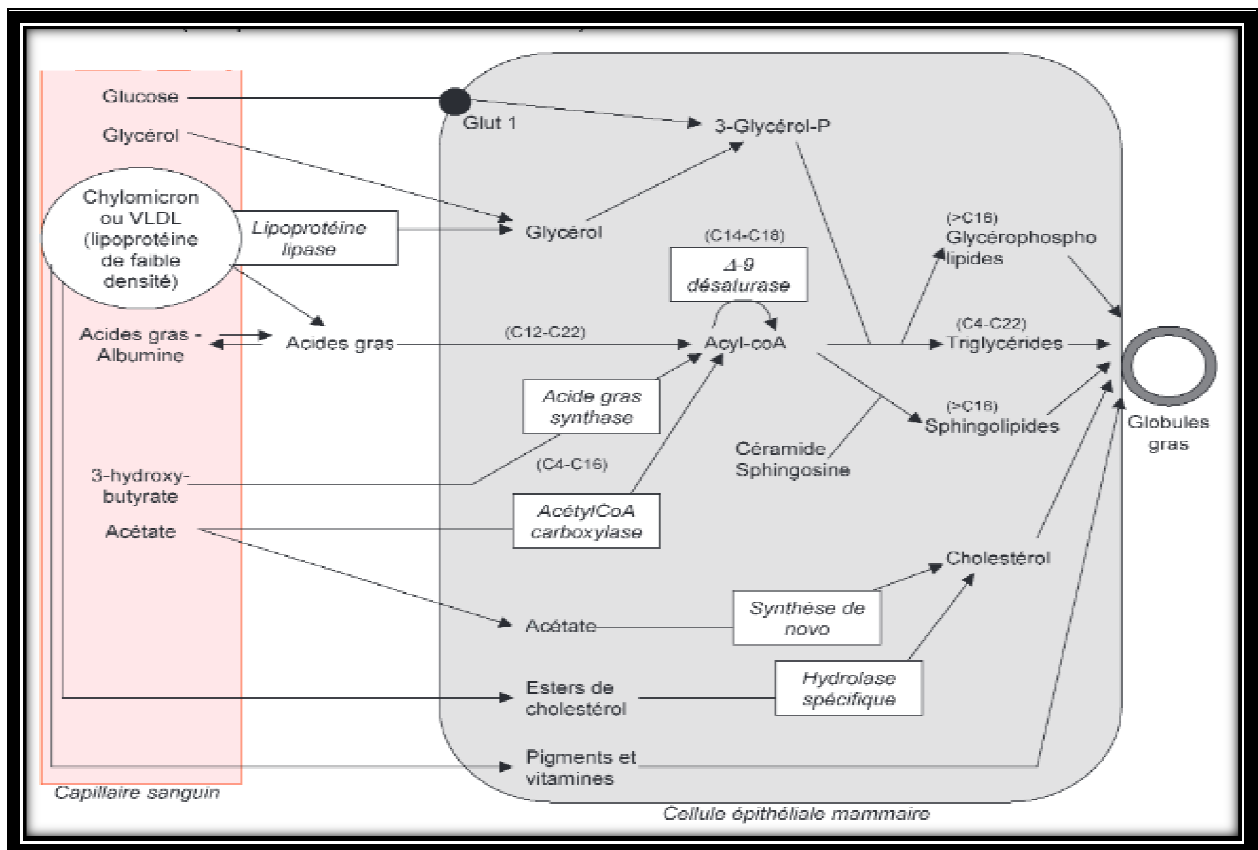 Glucose
Glycérol
Chylomicron
ou VLDL
(lipoprotéine
de faible
densité)
Lipoprotéine
lipase
Acides gras -
Albumine
Acides gras
3-hydroxy-
butyrate
Acétate
Capillaire sanguin
Glut 1
3-Glycérol-P
Glycérol
(C14-C18)
Δ-9
désaturase
(C12-C22)
Acyl-coA
Acide gras
synthase
(C4-C16)
AcétylCoA
carboxylase
Céramide
Sphingosine
(>C16)
Glycérophospho
lipides
(C4-C22)
Triglycérides
(>C16)
Sphingolipides
Globules
gras
Cholestérol
Acétate
Synthèse de
novo
Esters de
cholestérol
Hydrolase
spécifique
Pigments et
vitamines
Cellule épithéliale mammaire